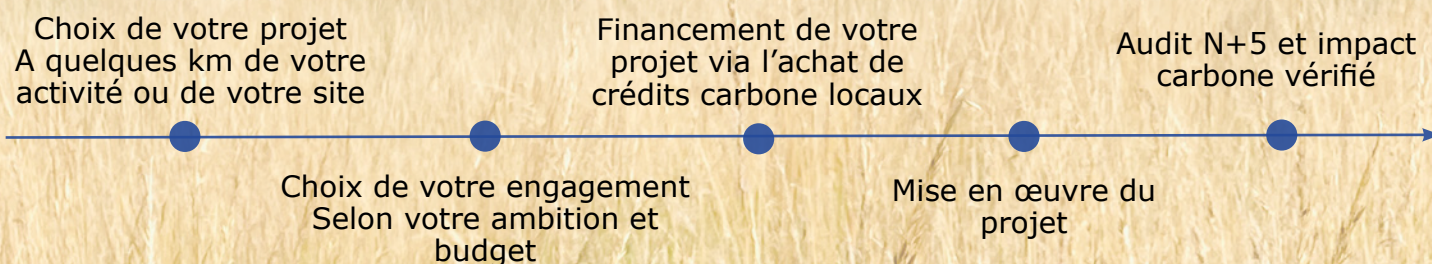 Choix de votre projet
A quelques km de votre
activité ou de votre site
Choix de votre engagement
Selon votre ambition et
budget
Financement de votre
projet via l'achat de
crédits carbone locaux
Mise en œuvre du
projet
Audit N+5 et impact
carbone vérifié